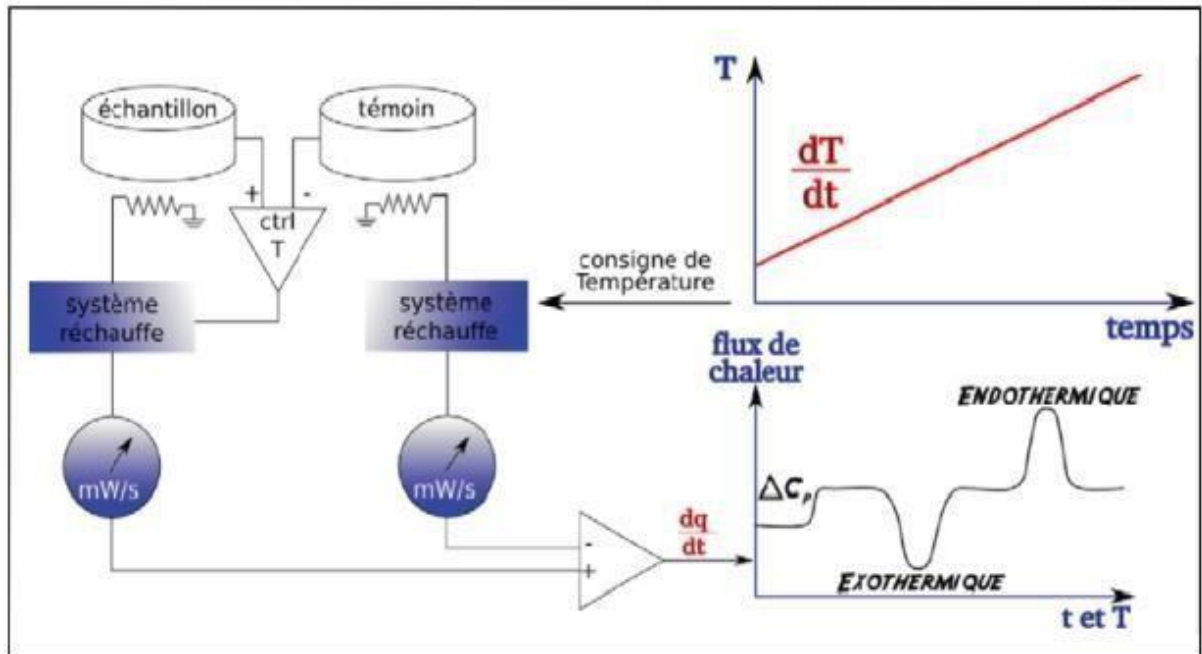 échantillon
témoin
+
-
ctrl
T
système
réchauffe
système
réchauffe
mW/s
mW/s
consigne de
Température
T
dT
dt
temps
-
+
dq
dt
flux de
chaleur
ΔCp
ENDOTHERMIQUE
EXOTHERMIQUE
t et T